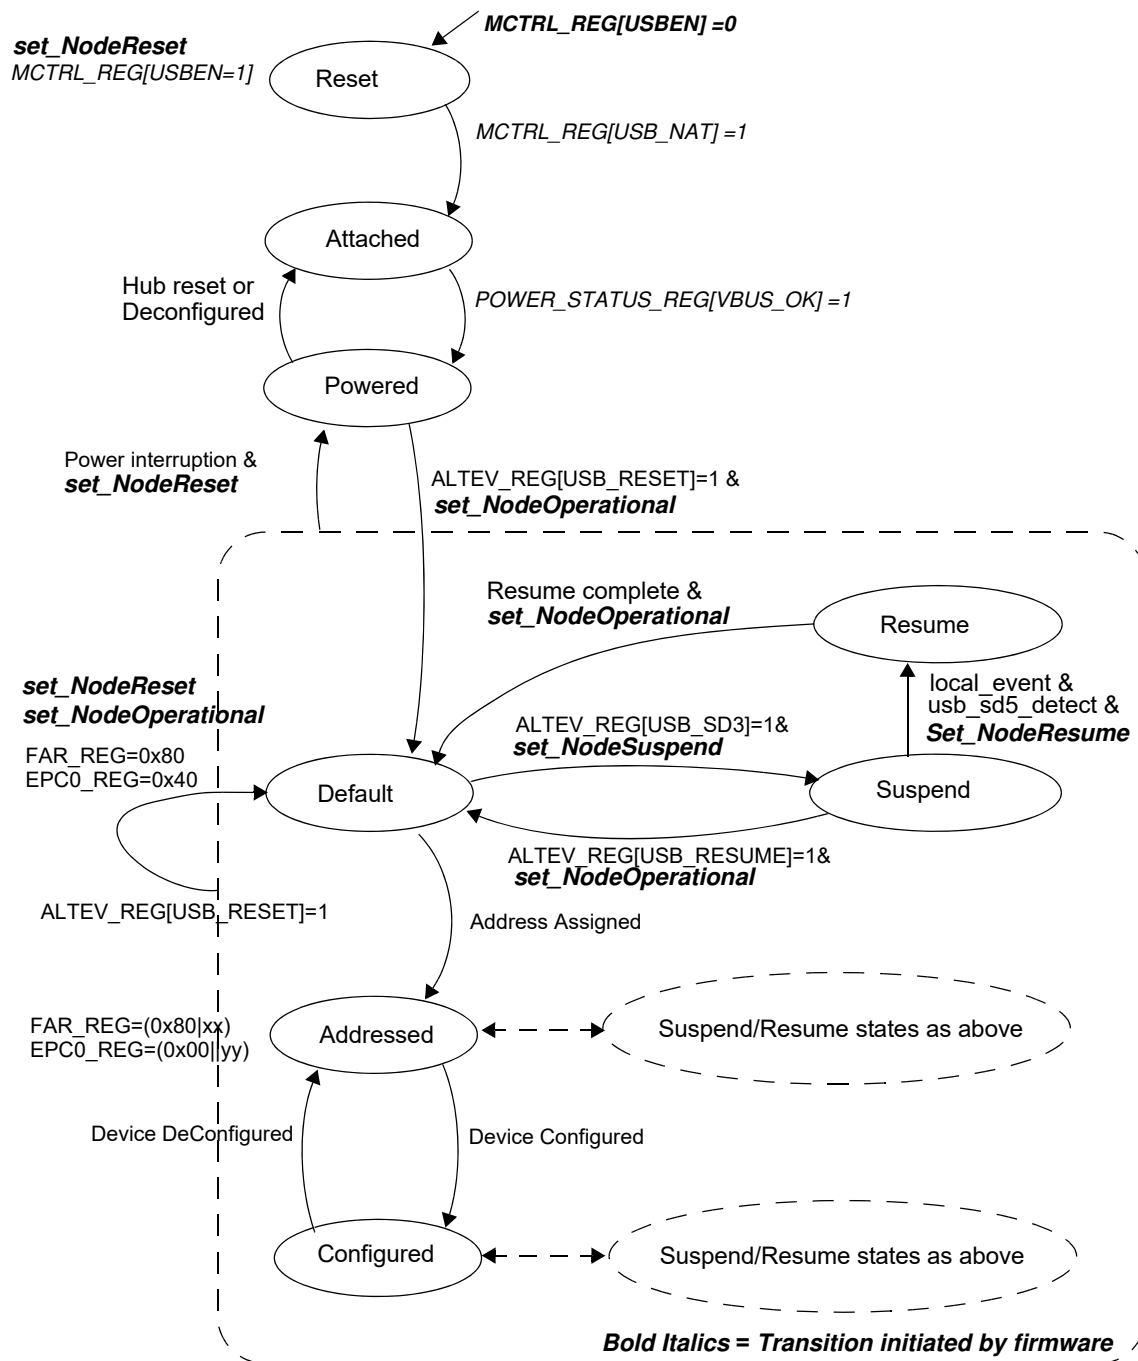 MCTRL_REG[USBEN] =0
set_NodeReset
MCTRL_REG[USBEN=1]
Reset
MCTRL_REG[USB_NAT] =1
Attached
Hub reset or
Deconfigured
POWER_STATUS_REG[VBUS_OK] =1
Powered
Power interruption &
set_NodeReset
ALTEV_REG[USB_RESET]=1 &
set_NodeOperational
Resume complete &
set_NodeOperational
Resume
local_event &
usb_sd5_detect &
Set_NodeResume
set_NodeReset
set_NodeOperational
FAR_REG=0x80
EPC0_REG=0x40
ALTEV_REG[USB_SD3]=1&
set_NodeSuspend
Default
Suspend
ALTEV_REG[USB_RESUME]=1&
set_NodeOperational
ALTEV_REG[USB_RESET]=1
Address Assigned
FAR_REG=(0x80|xx)
EPC0_REG=(0x00||yy)
Addressed
Suspend/Resume states as above
Device DeConfigured
Device Configured
Configured
Suspend/Resume states as above
Bold Italics = Transition initiated by firmware